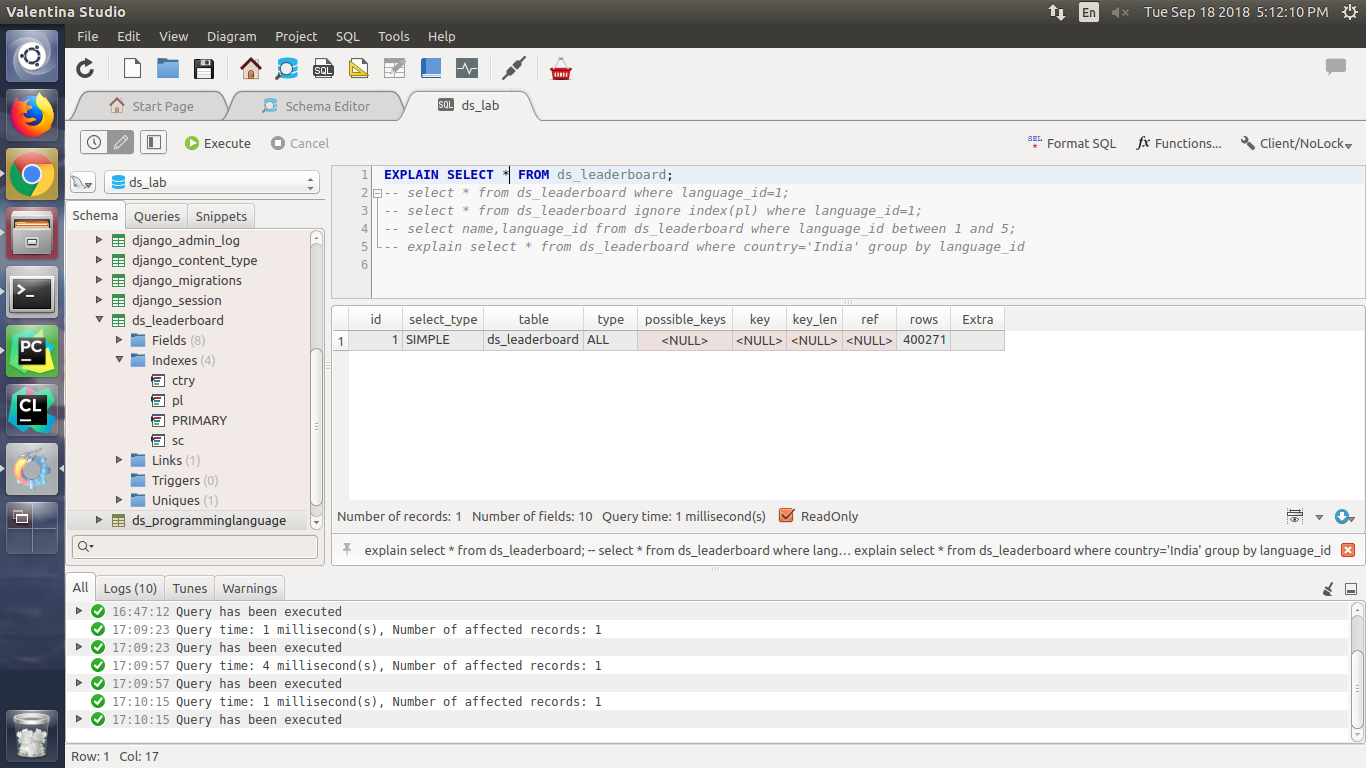 Valentina Studio
En
Tue Sep 18 2018 5:12:10 PM
File Edit View Diagram Project SQL Tools Help
SQL
Start Page
Schema Editor
SQL ds_lab
Execute
Cancel
SEL Format SQL
fx Functions...
Client/NoLock
ds_lab
Schema Queries Snippets
django_admin_log
django_content_type
django_migrations
django_session
ds_leaderboard
Fields (8)
Indexes (4)
ctry
pl
PRIMARY
sc
Links (1)
Triggers (0)
Uniques (1)
ds_programminglanguage
1 EXPLAIN SELECT * FROM ds_leaderboard;
2 -- select * from ds_leaderboard where language_id=1;
3 -- select * from ds_leaderboard ignore index(pl) where language_id=1;
4 -- select name,language_id from ds_leaderboard where language_id between 1 and 5;
5 -- explain select * from ds_leaderboard where country='India' group by language_id
6
id select_type table type possible_keys key key_len ref rows Extra
1 1 SIMPLE ds_leaderboard ALL <NULL> <NULL> <NULL> <NULL> 400271
Number of records: 1 Number of fields: 10 Query time: 1 millisecond(s) ReadOnly
explain select * from ds_leaderboard; -- select * from ds_leaderboard where lang... explain select * from ds_leaderboard where country='India' group by language_id
All Logs (10) Tunes Warnings
16:47:12 Query has been executed
17:09:23 Query time: 1 millisecond(s), Number of affected records: 1
17:09:23 Query has been executed
17:09:57 Query time: 4 millisecond(s), Number of affected records: 1
17:09:57 Query has been executed
17:10:15 Query time: 1 millisecond(s), Number of affected records: 1
17:10:15 Query has been executed
Row: 1 Col: 17
>_
PC
CL